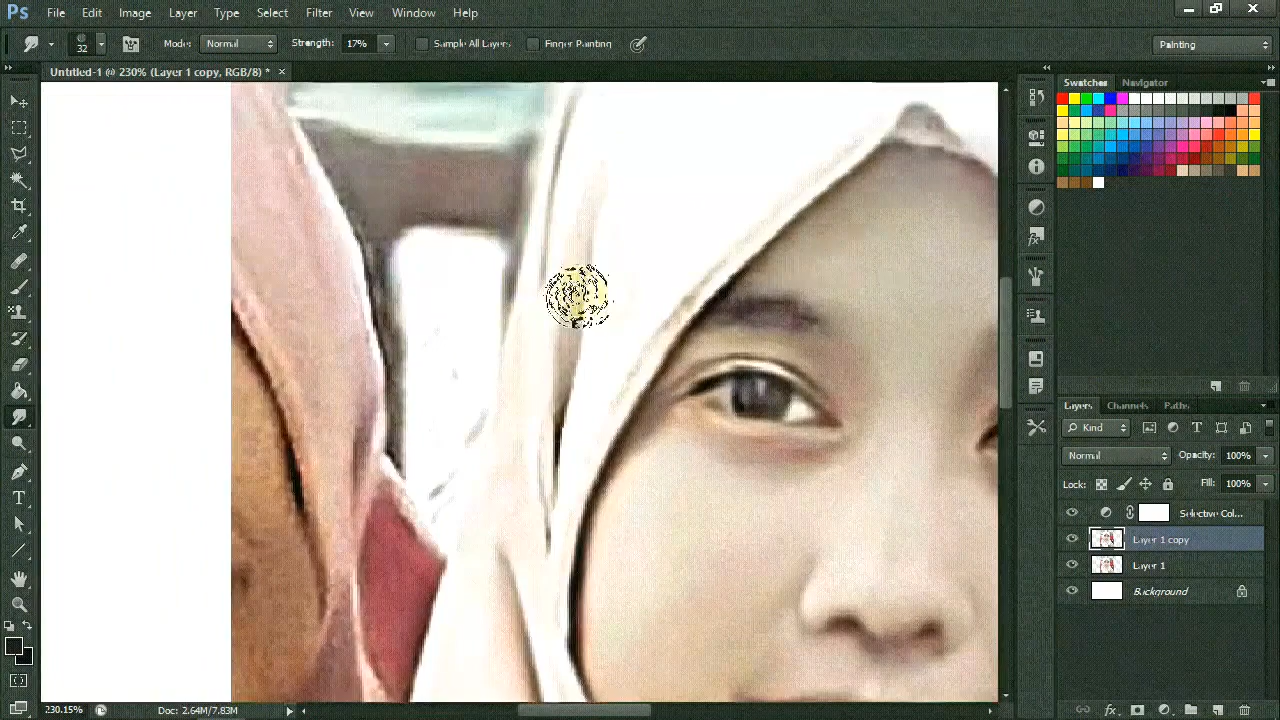 Ps File Edit Image Layer Type Select Filter View Window Help
32 Mode: Normal Strength: 17% Sample All Layers Finger Painting Painting
Untitled-1 @ 230% (Layer 1 copy, RGB/8) * ×
Swatches Navigator
Layers Channels Paths
Kind
Normal Opacity: 100%
Lock: Fill: 100%
Selective Col...
Layer 1 copy
Layer 1
Background
230.15% Doc: 2.64M/7.83M